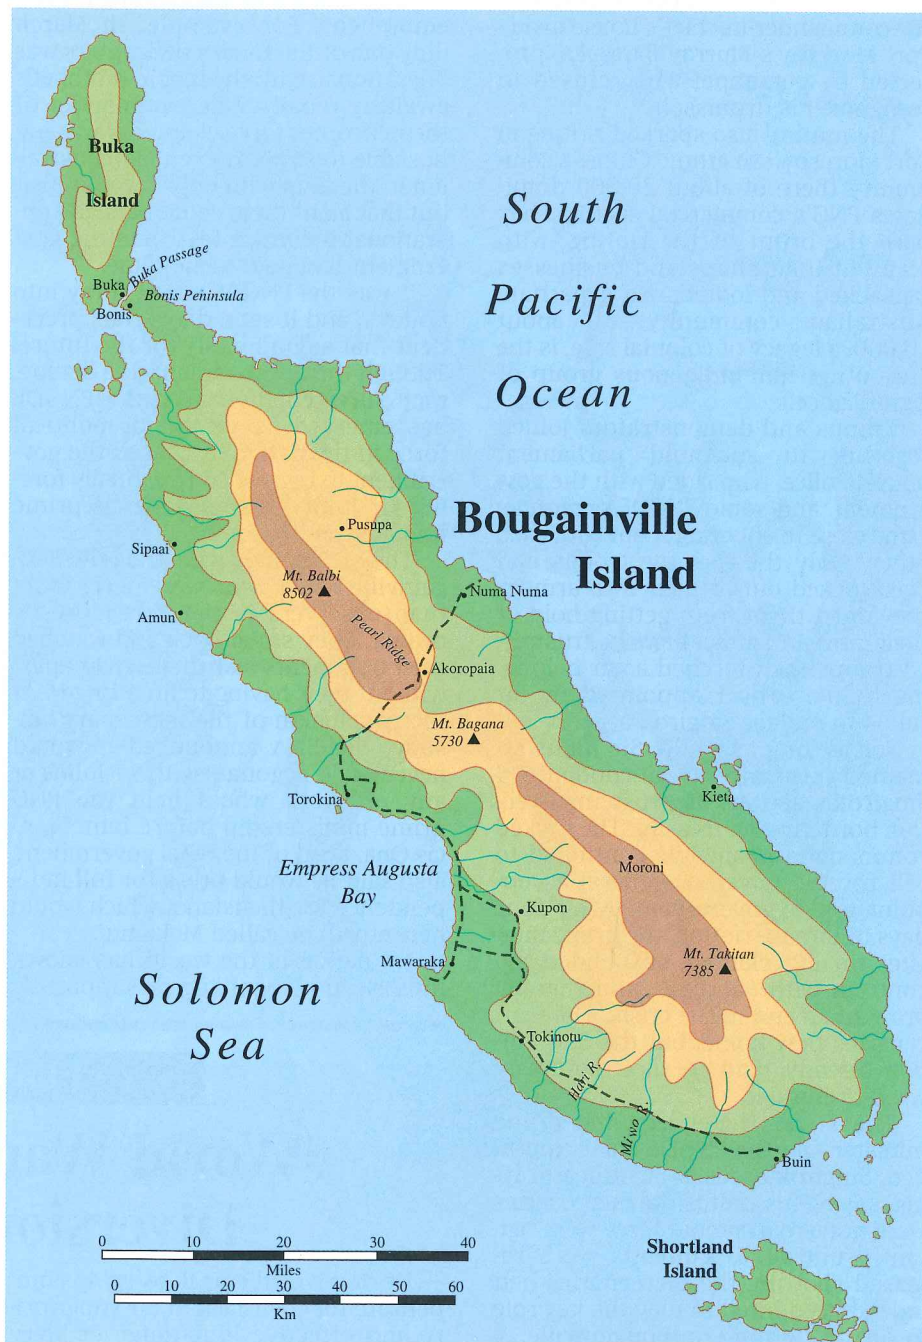 Buka
Island
South
Pacific
Ocean
Buka Passage
Buka
Bonis Peninsula
Bonis
Bougainville
Island
Pusupa
Sipaai
Mt. Balbi
8502
Numa Numa
Amun
Pearl Ridge
Akoropaia
Mt. Bagana
5730
Torokina
Kieta
Empress Augusta
Bay
Moroni
Kupon
Mawaraka
Mt. Takitan
7385
Solomon
Sea
Tokinotu
Hari R.
Miwo R.
Buin
Shortland
Island
0 10 20 30 40
Miles
0 10 20 30 40 50 60
Km